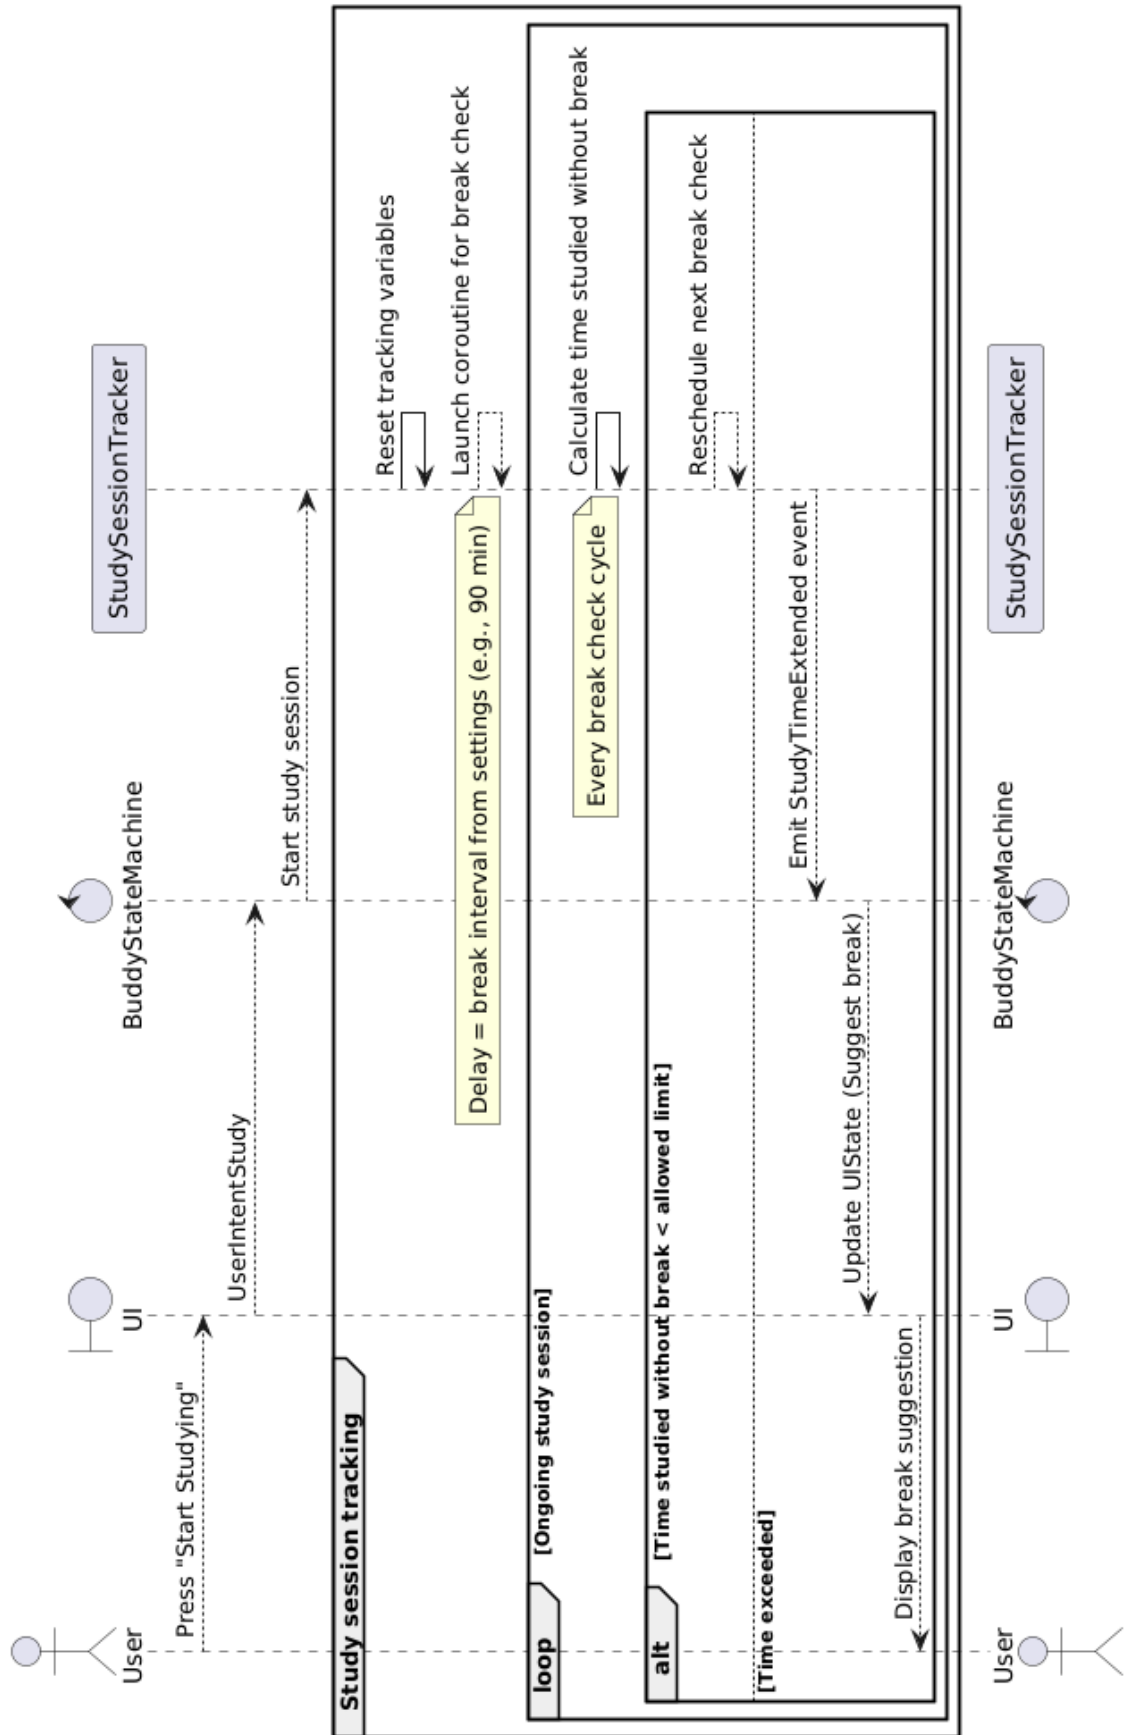 User
UI
BuddyStateMachine
StudySessionTracker
Press "Start Studying"
UserIntentStudy
Start study session
Study session tracking
Reset tracking variables
Launch coroutine for break check
Delay = break interval from settings (e.g., 90 min)
loop
[Ongoing study session]
Calculate time studied without break
Every break check cycle
alt
[Time studied without break < allowed limit]
Reschedule next break check
[Time exceeded]
Emit StudyTimeExtended event
Update UIState (Suggest break)
Display break suggestion
User
UI
BuddyStateMachine
StudySessionTracker